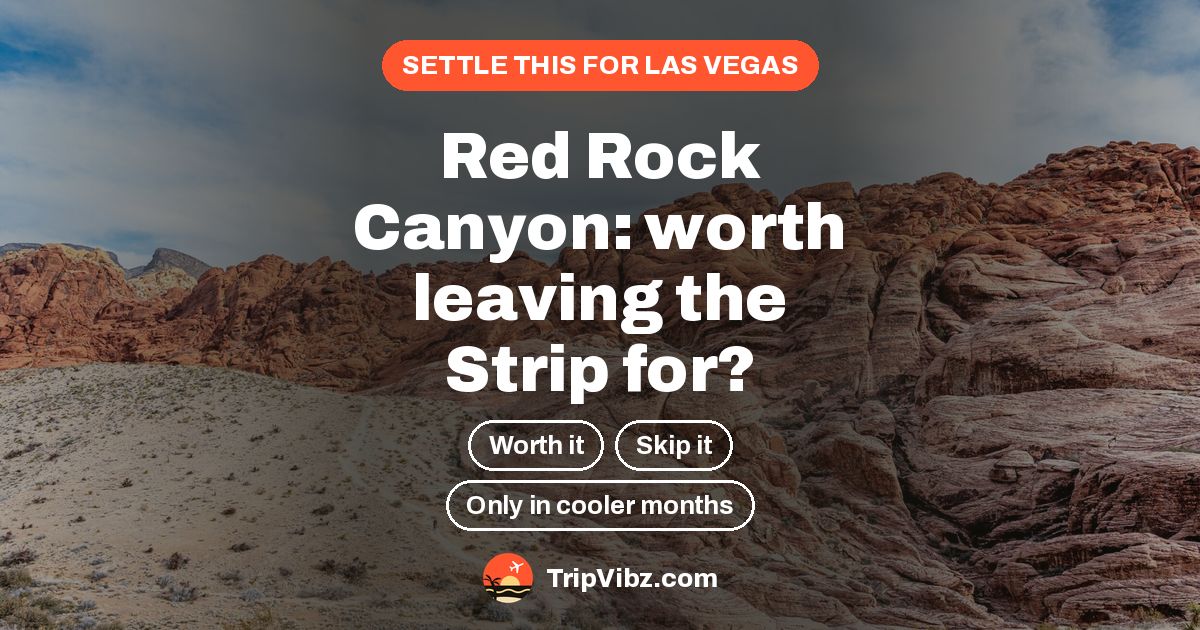 SETTLE THIS FOR LAS VEGAS
Red Rock
Canyon: worth
leaving the
Strip for?
Worth it
Skip it
Only in cooler months
TripVibz.com